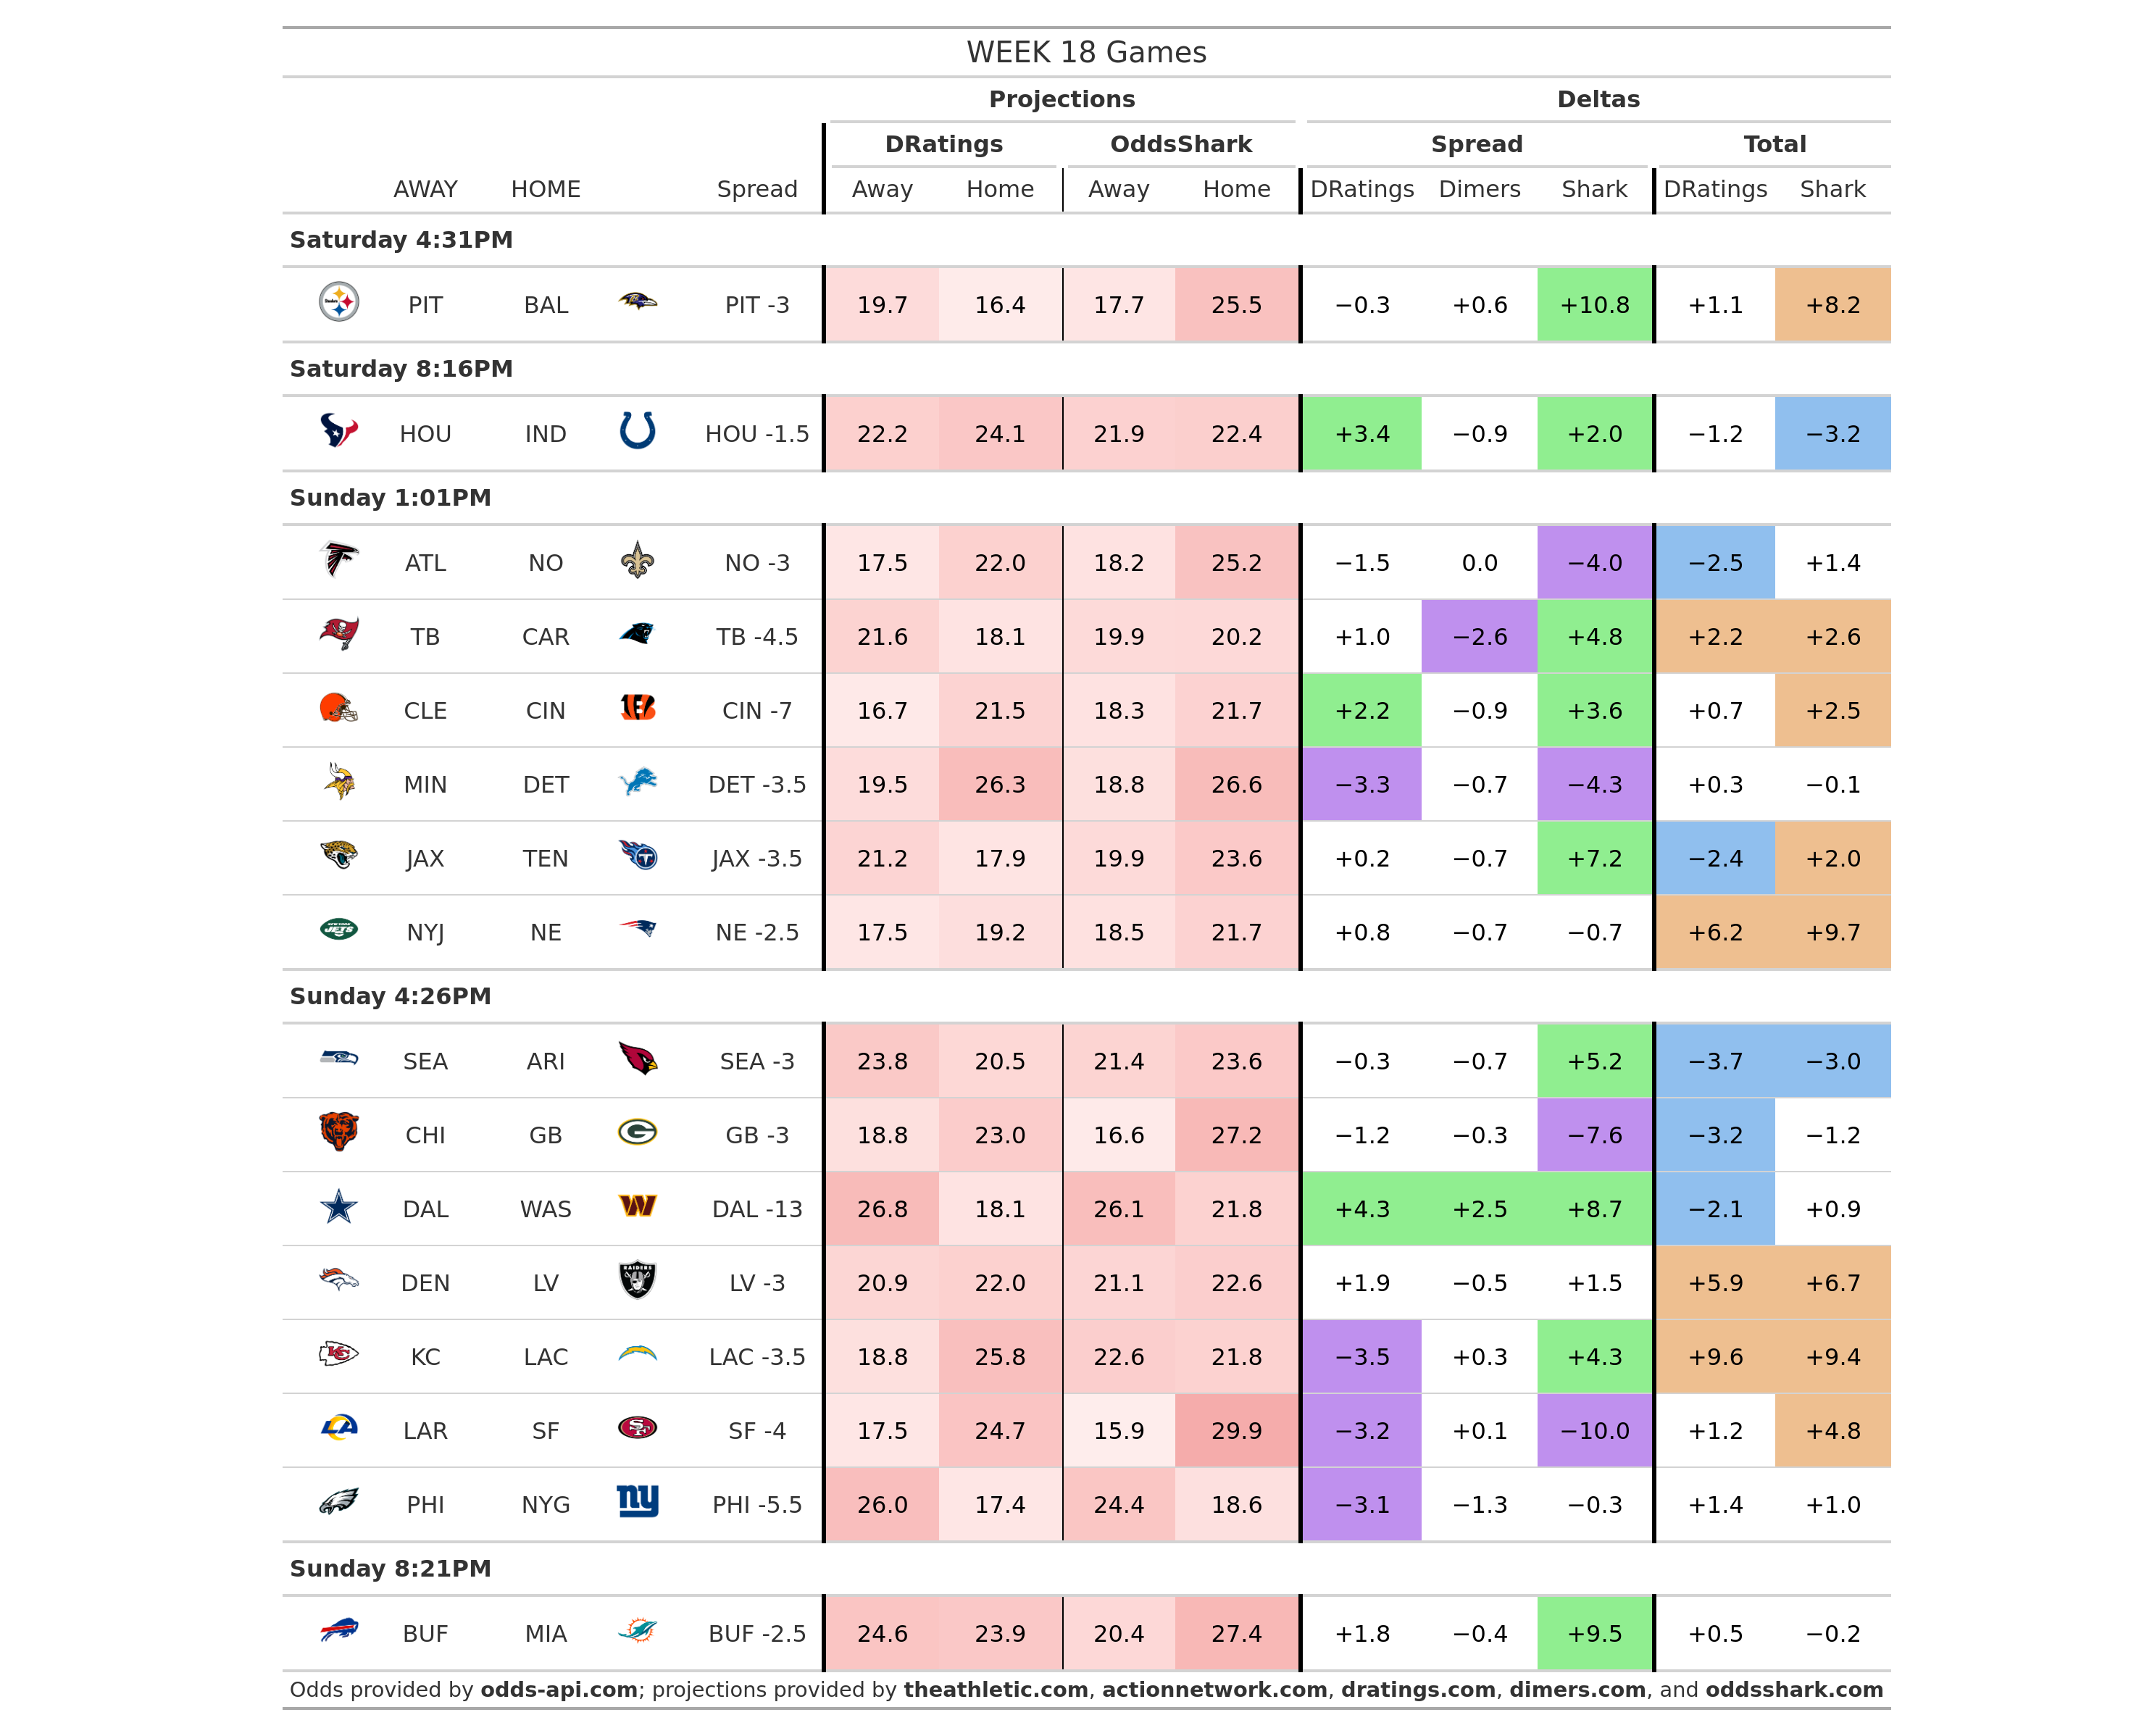 WEEK 18 Games
Projections Deltas
DRatings OddsShark Spread Total
AWAY HOME Spread Away Home Away Home DRatings Dimers Shark DRatings Shark
Saturday 4:31PM
PIT BAL PIT -3 19.7 16.4 17.7 25.5 −0.3 +0.6 +10.8 +1.1 +8.2
Saturday 8:16PM
HOU IND HOU -1.5 22.2 24.1 21.9 22.4 +3.4 −0.9 +2.0 −1.2 −3.2
Sunday 1:01PM
ATL NO NO -3 17.5 22.0 18.2 25.2 −1.5 0.0 −4.0 −2.5 +1.4
TB CAR TB -4.5 21.6 18.1 19.9 20.2 +1.0 −2.6 +4.8 +2.2 +2.6
CLE CIN CIN -7 16.7 21.5 18.3 21.7 +2.2 −0.9 +3.6 +0.7 +2.5
MIN DET DET -3.5 19.5 26.3 18.8 26.6 −3.3 −0.7 −4.3 +0.3 −0.1
JAX TEN JAX -3.5 21.2 17.9 19.9 23.6 +0.2 −0.7 +7.2 −2.4 +2.0
JETS NYJ NE NE -2.5 17.5 19.2 18.5 21.7 +0.8 −0.7 −0.7 +6.2 +9.7
Sunday 4:26PM
SEA ARI SEA -3 23.8 20.5 21.4 23.6 −0.3 −0.7 +5.2 −3.7 −3.0
CHI GB G GB -3 18.8 23.0 16.6 27.2 −1.2 −0.3 −7.6 −3.2 −1.2
DAL WAS W DAL -13 26.8 18.1 26.1 21.8 +4.3 +2.5 +8.7 −2.1 +0.9
DEN LV RAIDERS LV -3 20.9 22.0 21.1 22.6 +1.9 −0.5 +1.5 +5.9 +6.7
KC KC LAC LAC -3.5 18.8 25.8 22.6 21.8 −3.5 +0.3 +4.3 +9.6 +9.4
LA LAR SF SF SF -4 17.5 24.7 15.9 29.9 −3.2 +0.1 −10.0 +1.2 +4.8
PHI NYG ny PHI -5.5 26.0 17.4 24.4 18.6 −3.1 −1.3 −0.3 +1.4 +1.0
Sunday 8:21PM
BUF MIA BUF -2.5 24.6 23.9 20.4 27.4 +1.8 −0.4 +9.5 +0.5 −0.2
Odds provided by odds-api.com; projections provided by theathletic.com, actionnetwork.com, dratings.com, dimers.com, and oddsshark.com